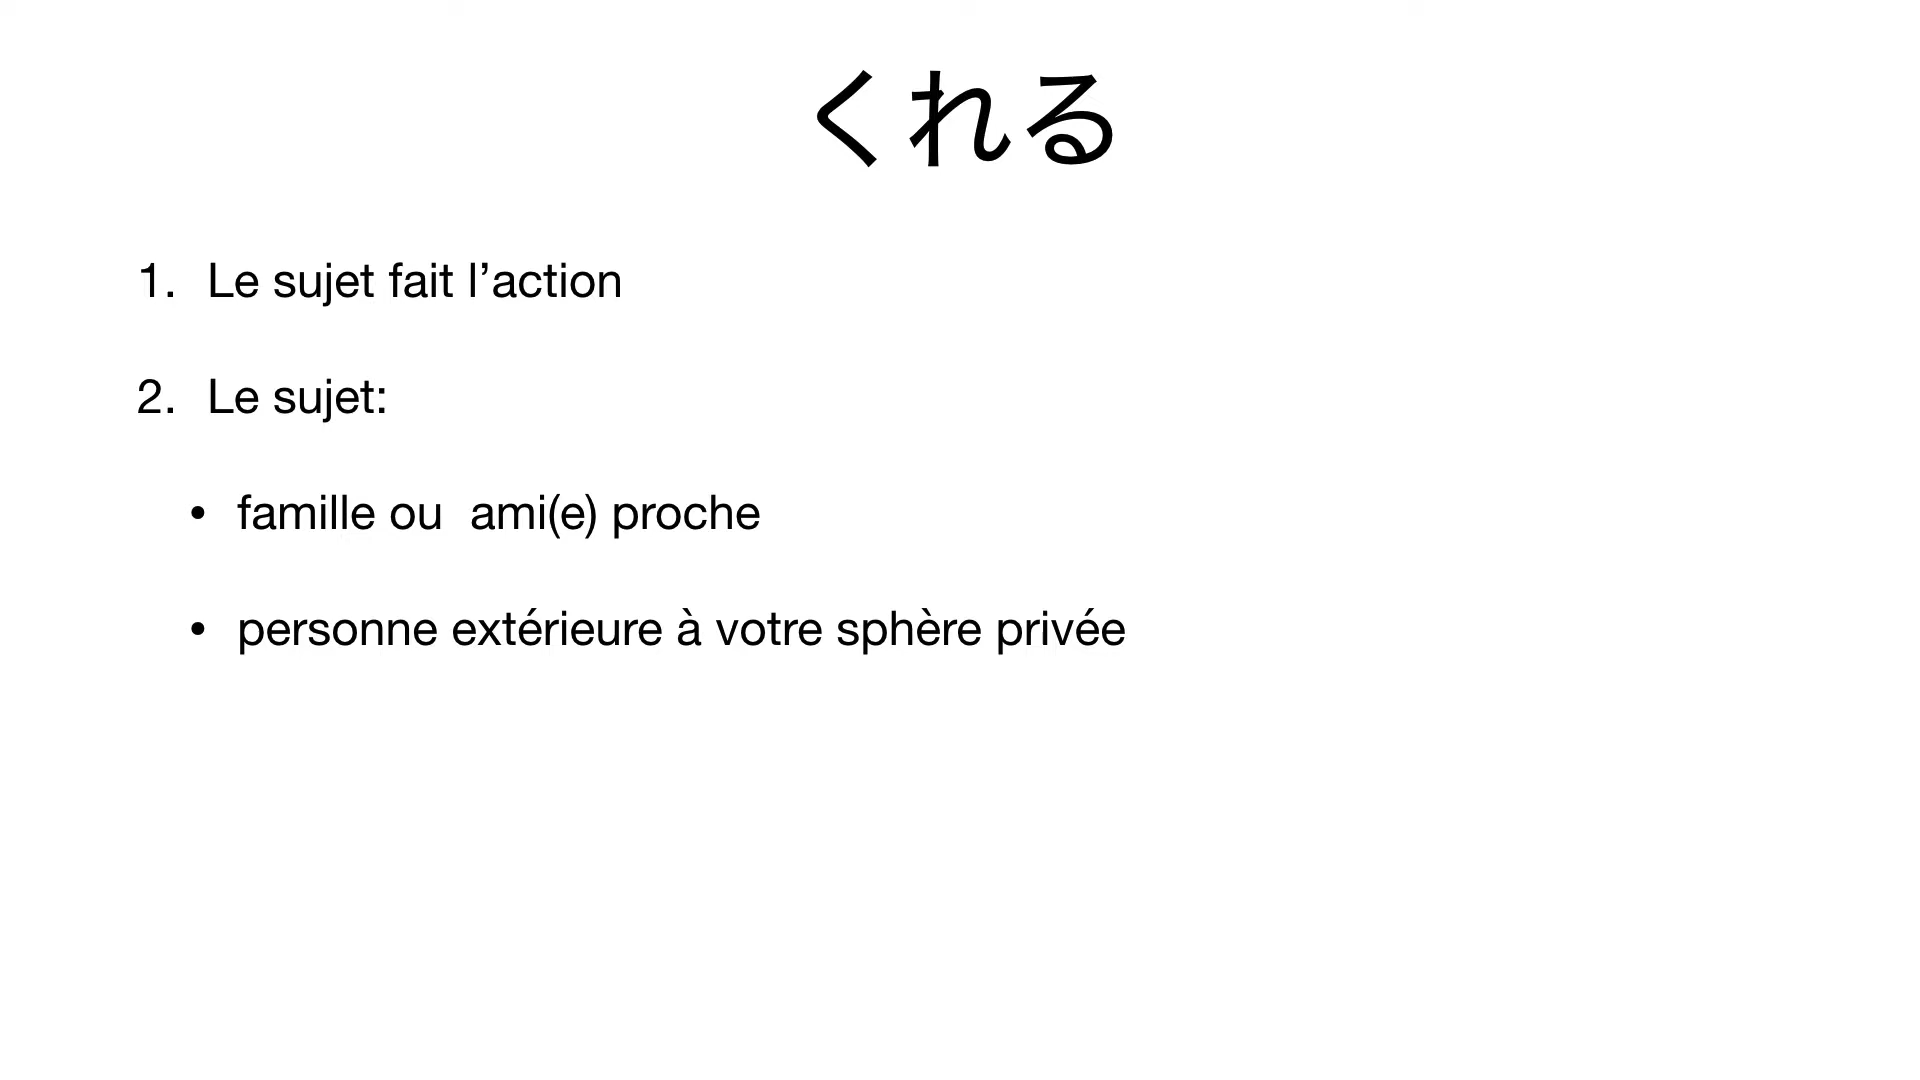 くれる
1. Le sujet fait l’action
2. Le sujet:
• famille ou  ami(e) proche
• personne extérieure à votre sphère privée